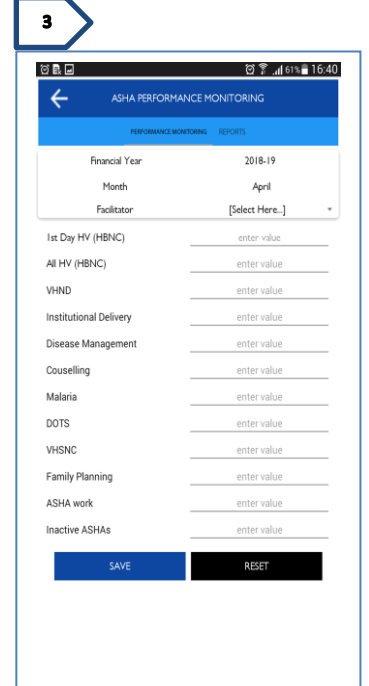 3
61% 16:40
ASHA PERFORMANCE MONITORING
PERFORMANCE MONITORING REPORTS
Financial Year 2018-19
Month April
Facilitator [Select Here...]
1st Day HV (HBNC) enter value
All HV (HBNC) enter value
VHND enter value
Institutional Delivery enter value
Disease Management enter value
Couselling enter value
Malaria enter value
DOTS enter value
VHSNC enter value
Family Planning enter value
ASHA work enter value
Inactive ASHAs enter value
SAVE RESET